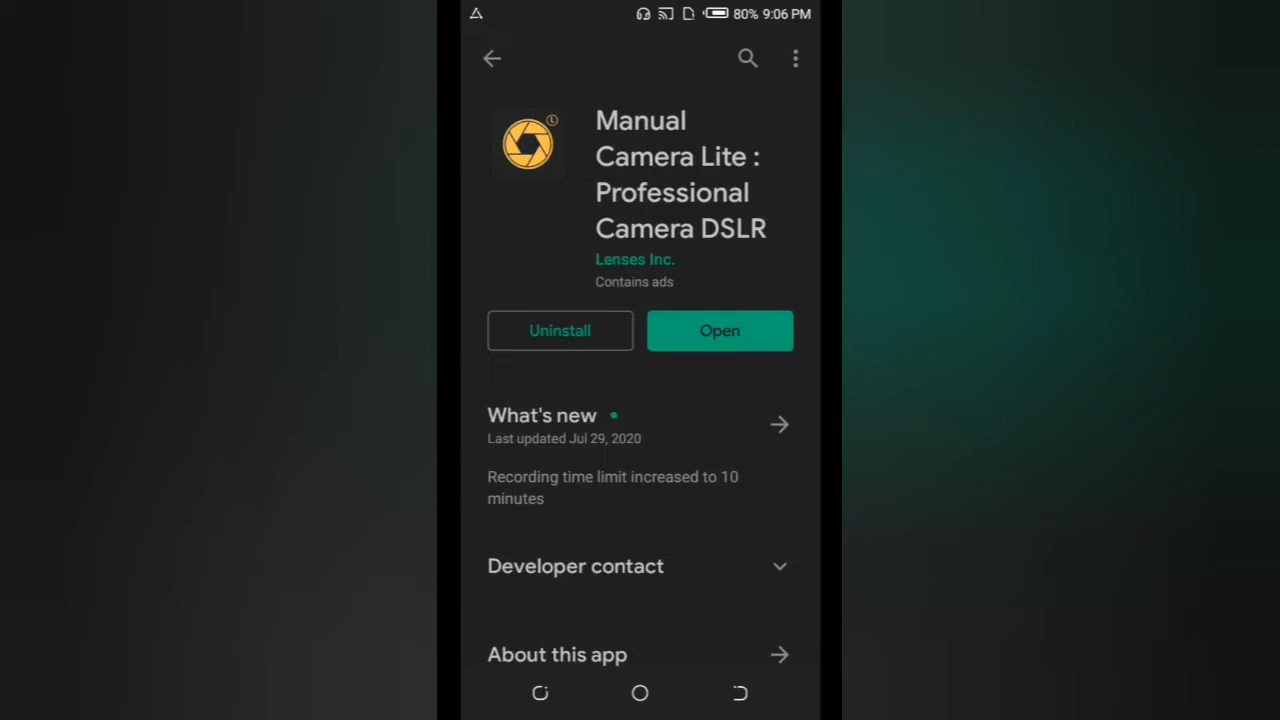 80% 9:06 PM
Manual
Camera Lite :
Professional
Camera DSLR
Lenses Inc.
Contains ads
Uninstall
Open
What's new
Last updated Jul 29, 2020
Recording time limit increased to 10
minutes
Developer contact
About this app